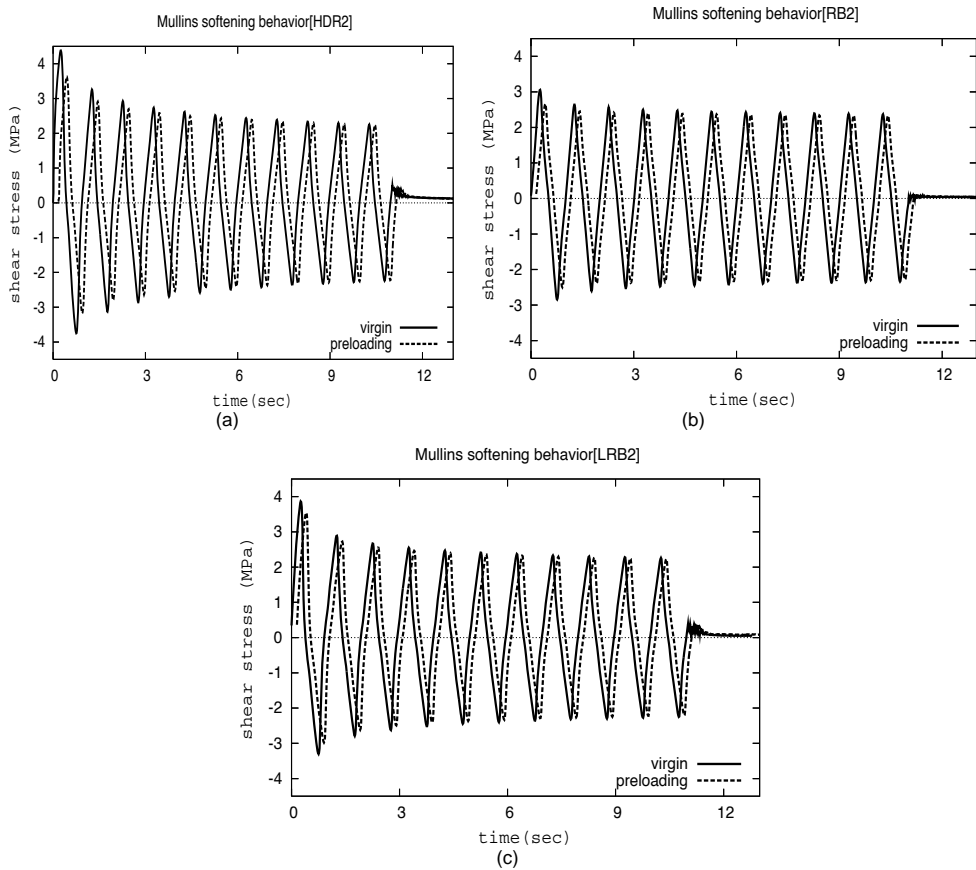 Mullins softening behavior[HDR2]
shear stress (MPa)
4
3
2
1
0
-1
-2
-3
-4
virgin
preloading
0 3 6 9 12
time(sec)
(a)
Mullins softening behavior[RB2]
shear stress (MPa)
4
3
2
1
0
-1
-2
-3
-4
virgin
preloading
0 3 6 9 12
time(sec)
(b)
Mullins softening behavior[LRB2]
shear stress (MPa)
4
3
2
1
0
-1
-2
-3
-4
virgin
preloading
0 3 6 9 12
time(sec)
(c)